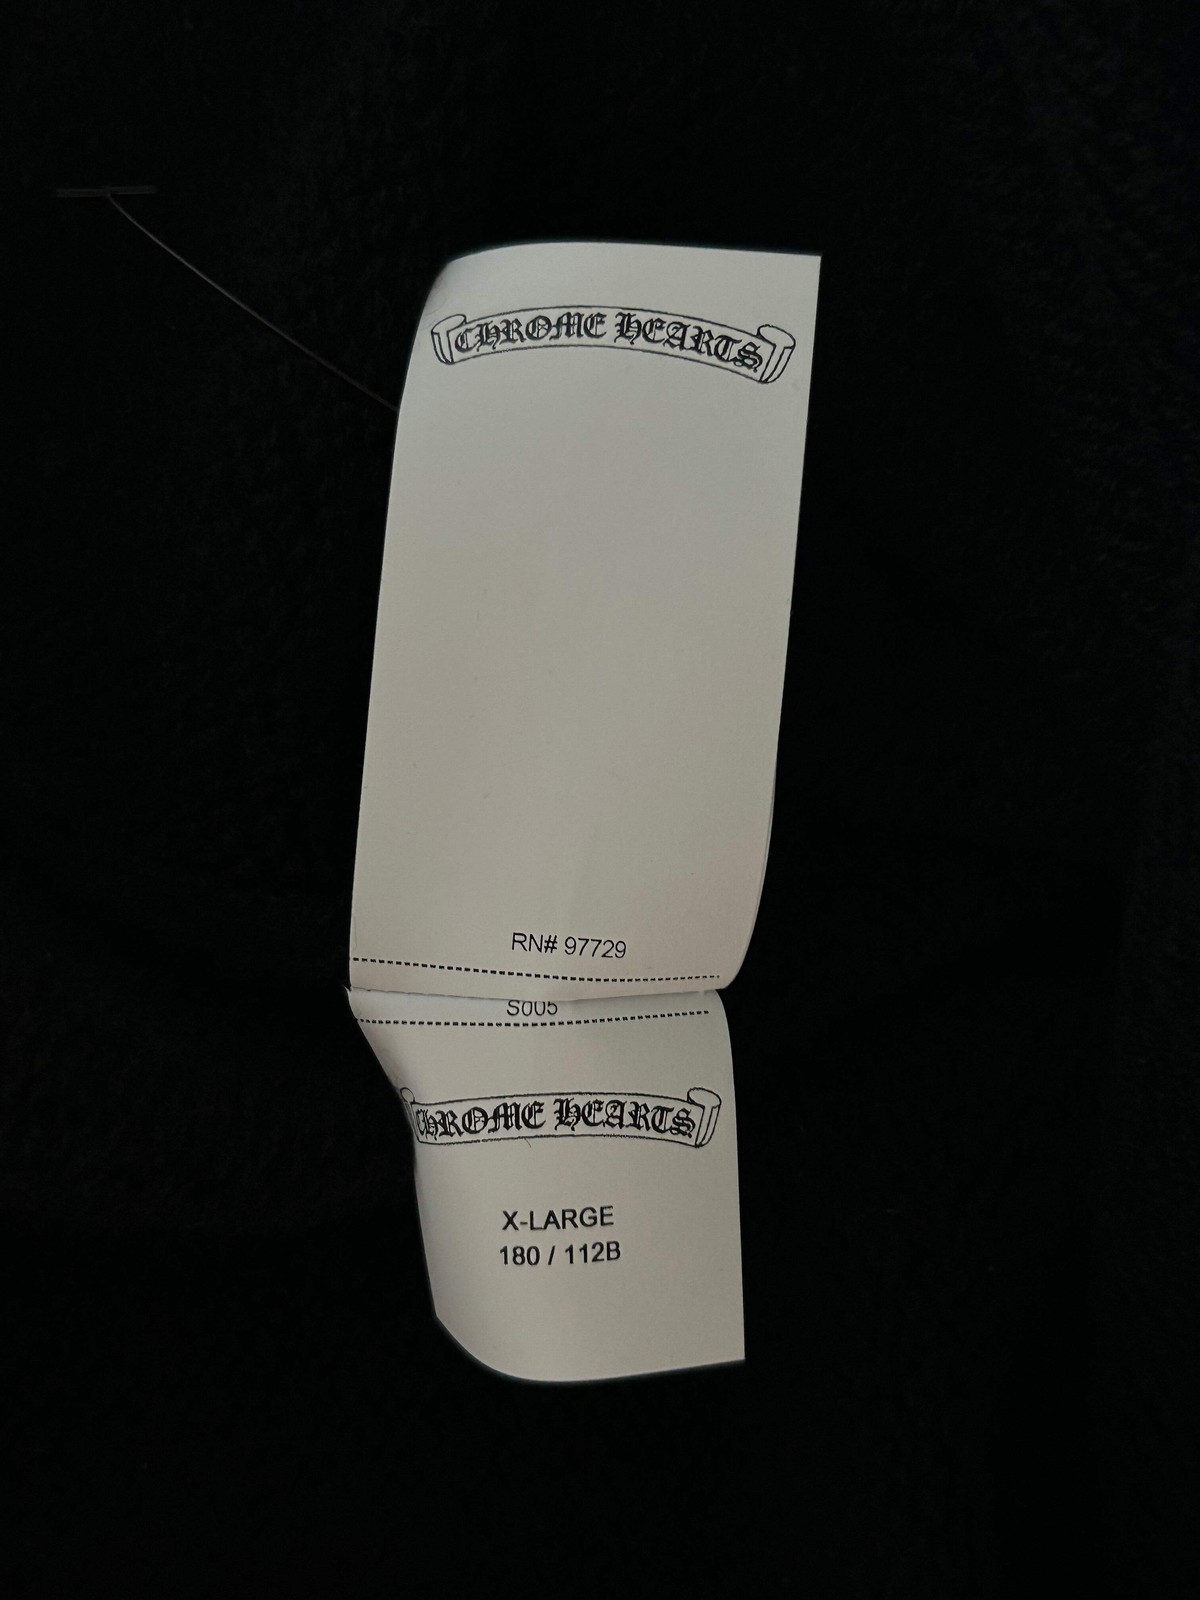 CHROME HEARTS
RN# 97729
S005
CHROME HEARTS
X-LARGE
180 / 112B